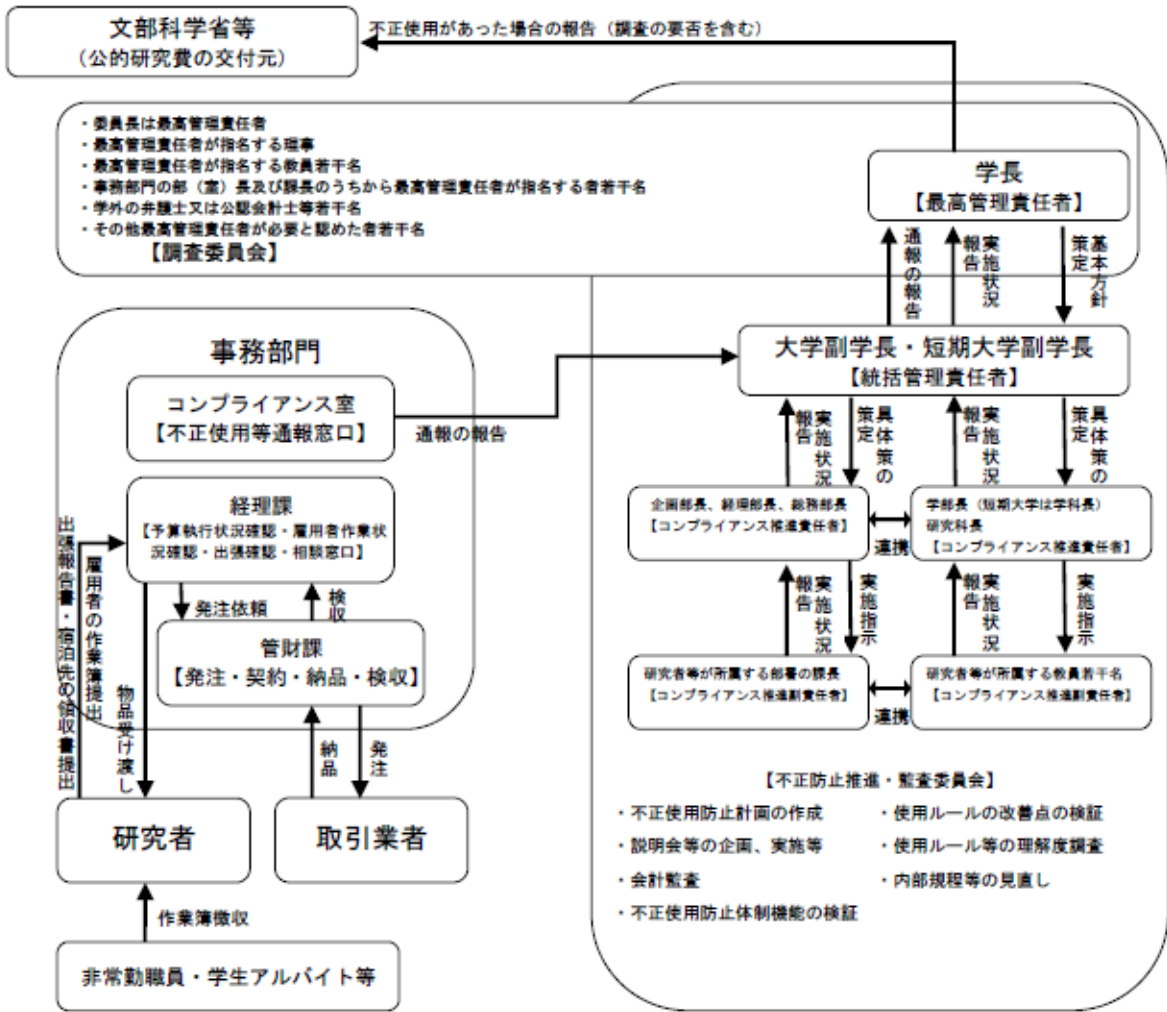 文部科学省等
(公的研究費の交付元)
不正使用があった場合の報告(調査の要否を含む)
・委員長は最高管理責任者
・最高管理責任者が指名する理事
・最高管理責任者が指名する教員若干名
・事務部門の部(室)長及び課長のうちから最高管理責任者が指名する者若干名
・学外の弁護士又は公認会計士等若干名
・その他最高管理責任者が必要と認めた者若干名
【調査委員会】
学長
【最高管理責任者】
通報の報告
実施状況
報告
基本方針
策定
大学副学長・短期大学副学長
【統括管理責任者】
事務部門
コンプライアンス室
【不正使用等通報窓口】
通報の報告
経理課
【予算執行状況確認・雇用者作業状
況確認・出張確認・相談窓口】
発注依頼
検収
管財課
【発注・契約・納品・検収】
雇用者の作業簿提出
出張報告書・宿泊先の領収書提出
物品受け渡し
納品
発注
研究者
取引業者
作業簿徴収
非常勤職員・学生アルバイト等
実施状況
報告
具体策の
策定
実施状況
報告
具体策の
策定
企画部長、経理部長、総務部長
【コンプライアンス推進責任者】
連携
学部長(短期大学は学科長)
研究科長
【コンプライアンス推進責任者】
実施状況
報告
実施指示
実施状況
報告
実施指示
研究者等が所属する部署の課長
【コンプライアンス推進副責任者】
連携
研究者等が所属する教員若干名
【コンプライアンス推進副責任者】
【不正防止推進・監査委員会】
・不正使用防止計画の作成
・説明会等の企画、実施等
・会計監査
・不正使用防止体制機能の検証
・使用ルールの改善点の検証
・使用ルール等の理解度調査
・内部規程等の見直し